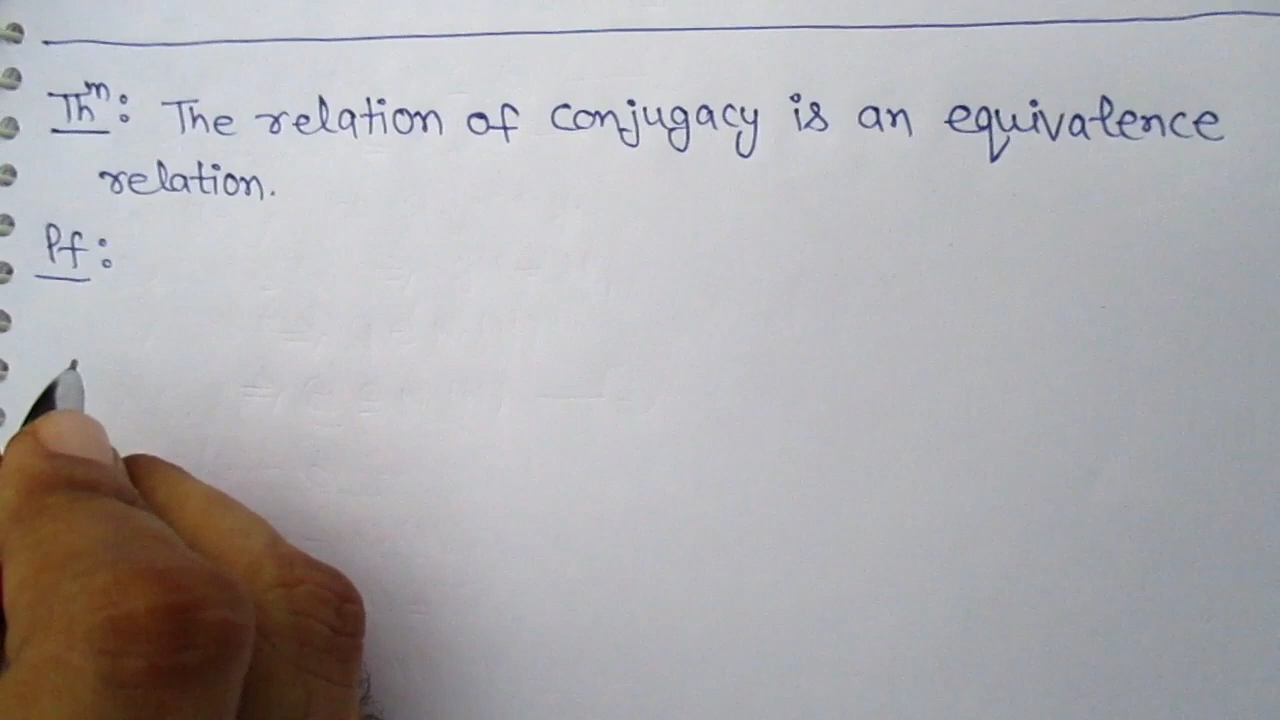 Thᵐ: The relation of conjugacy is an equivalence
relation.
Pf: